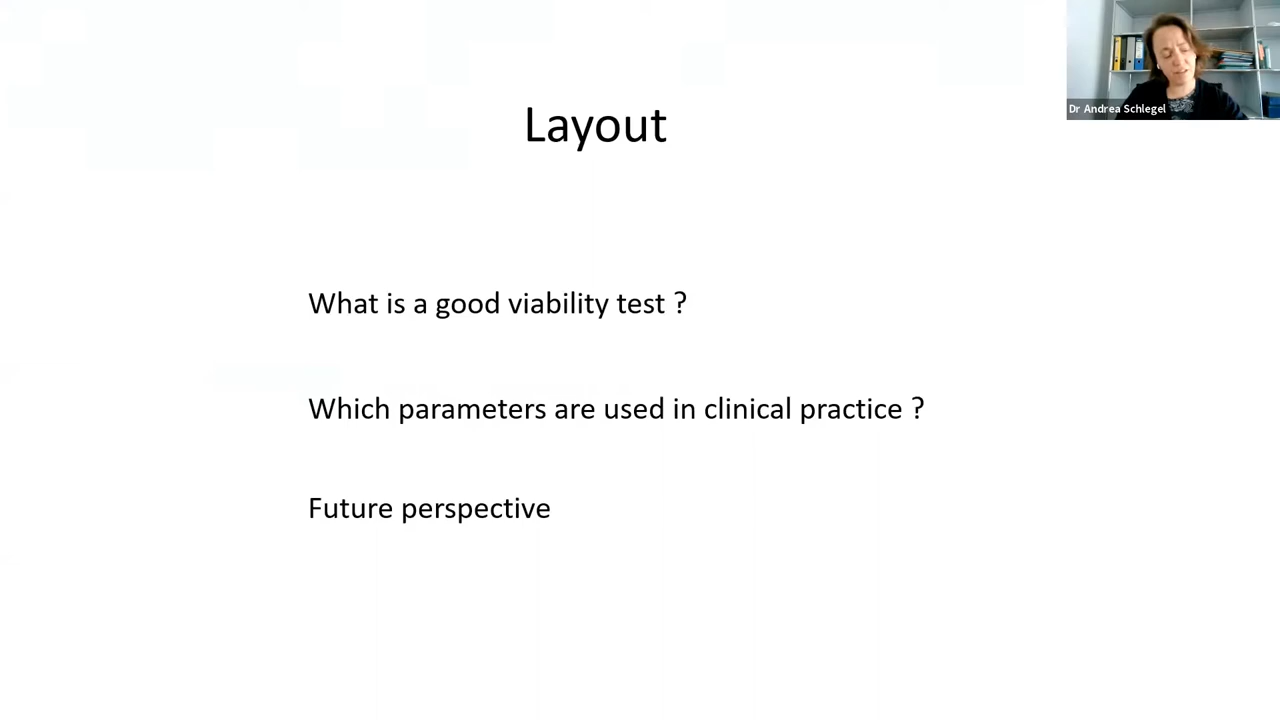 Dr Andrea Schlegel
Layout
What is a good viability test ?
Which parameters are used in clinical practice ?
Future perspective